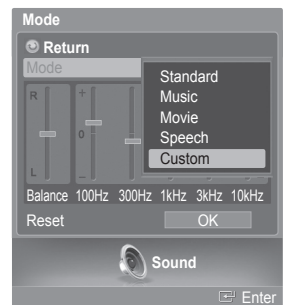 Mode
Return
Mode
Standard
Music
Movie
Speech
Custom
R
+
0
L
−
Balance 100Hz 300Hz 1kHz 3kHz 10kHz
Reset OK
Sound
Enter